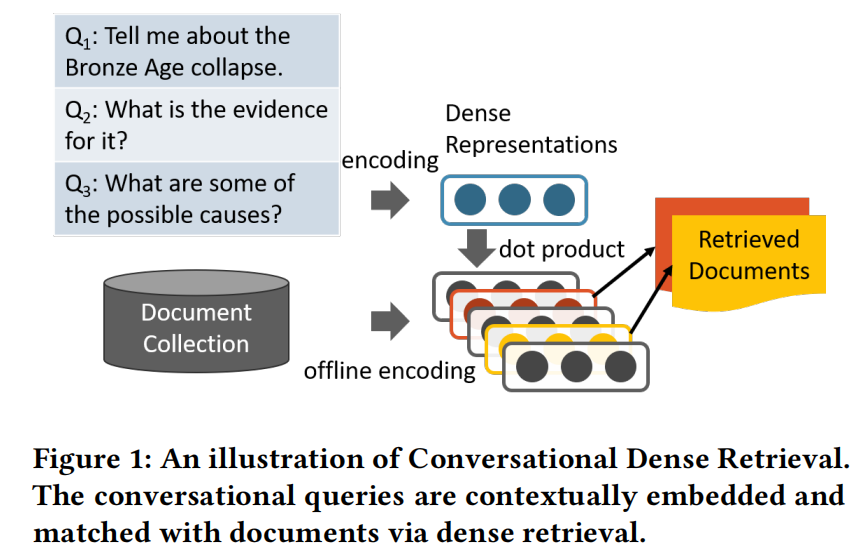 Q1: Tell me about the
Bronze Age collapse.
Q2: What is the evidence
for it?
Q3: What are some of
the possible causes?
encoding
Dense
Representations
dot product
Retrieved
Documents
Document
Collection
offline encoding
Figure 1: An illustration of Conversational Dense Retrieval.
The conversational queries are contextually embedded and
matched with documents via dense retrieval.